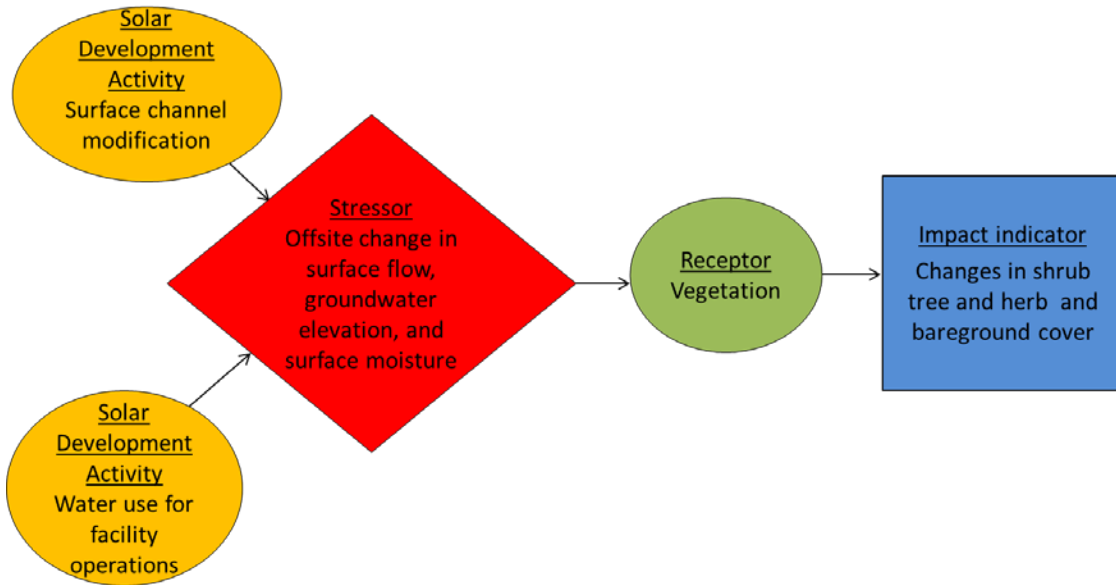 Solar
Development
Activity
Surface channel
modification
Stressor
Offsite change in
surface flow,
groundwater
elevation, and
surface moisture
Receptor
Vegetation
Impact indicator
Changes in shrub
tree and herb and
bareground cover
Solar
Development
Activity
Water use for
facility
operations